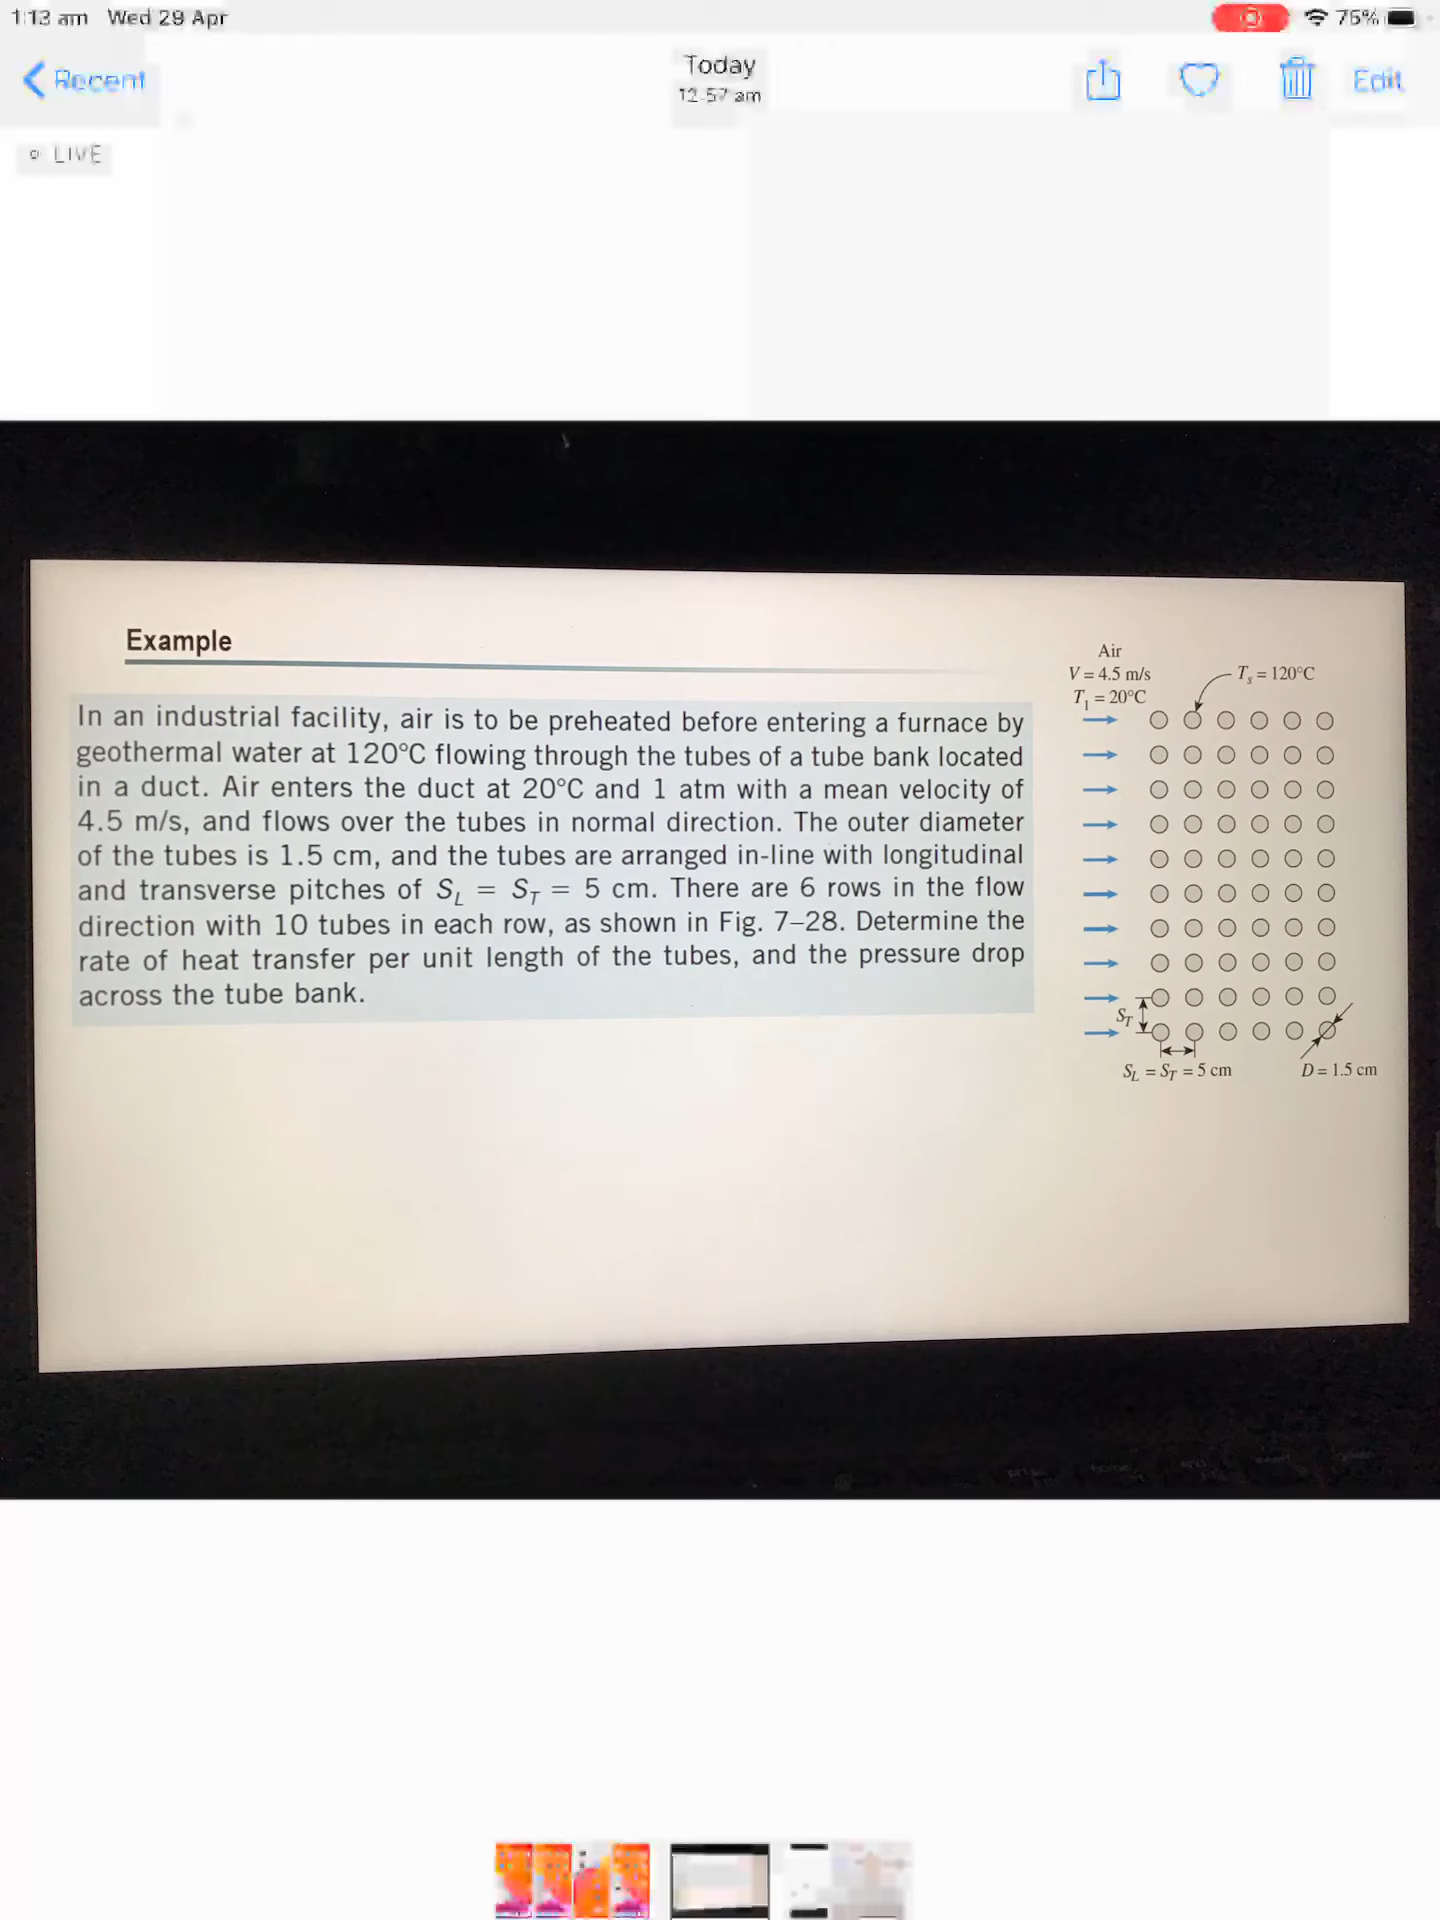 1:13 am Wed 29 Apr
75%
Recent
Today
12:57 am
Edit
LIVE
Example
In an industrial facility, air is to be preheated before entering a furnace by
geothermal water at 120°C flowing through the tubes of a tube bank located
in a duct. Air enters the duct at 20°C and 1 atm with a mean velocity of
4.5 m/s, and flows over the tubes in normal direction. The outer diameter
of the tubes is 1.5 cm, and the tubes are arranged in-line with longitudinal
and transverse pitches of S_L = S_T = 5 cm. There are 6 rows in the flow
direction with 10 tubes in each row, as shown in Fig. 7–28. Determine the
rate of heat transfer per unit length of the tubes, and the pressure drop
across the tube bank.
Air
V = 4.5 m/s
T_1 = 20°C
T_s = 120°C
S_T
S_L = S_T = 5 cm
D = 1.5 cm